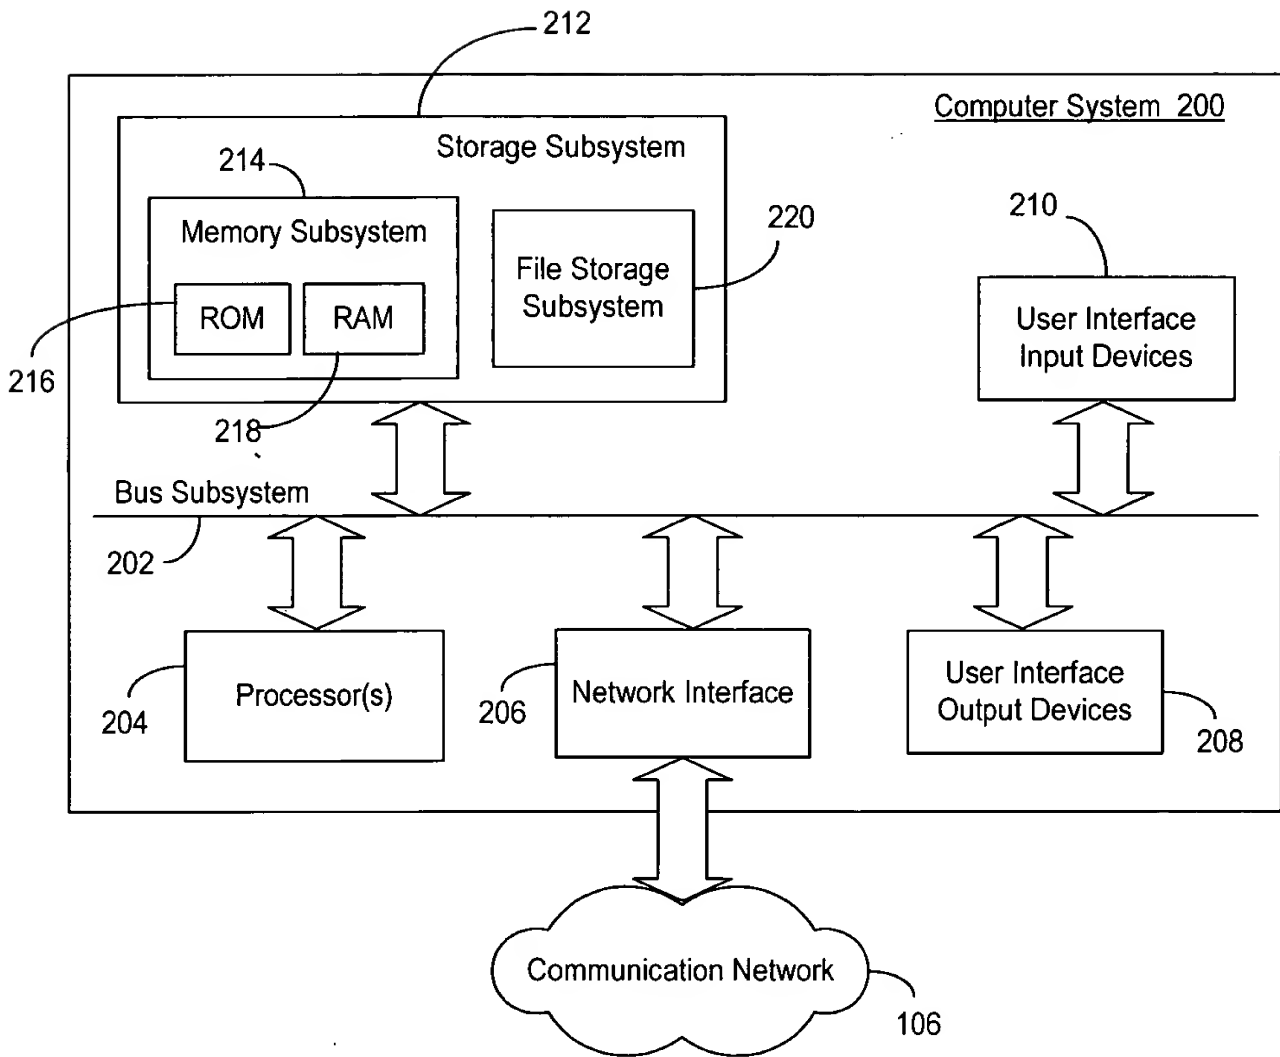 212
Computer System 200
Storage Subsystem
214
210
220
Memory Subsystem
File Storage
Subsystem
ROM
RAM
User Interface
Input Devices
216
218
Bus Subsystem
202
Processor(s)
Network Interface
User Interface
Output Devices
204
206
208
Communication Network
106